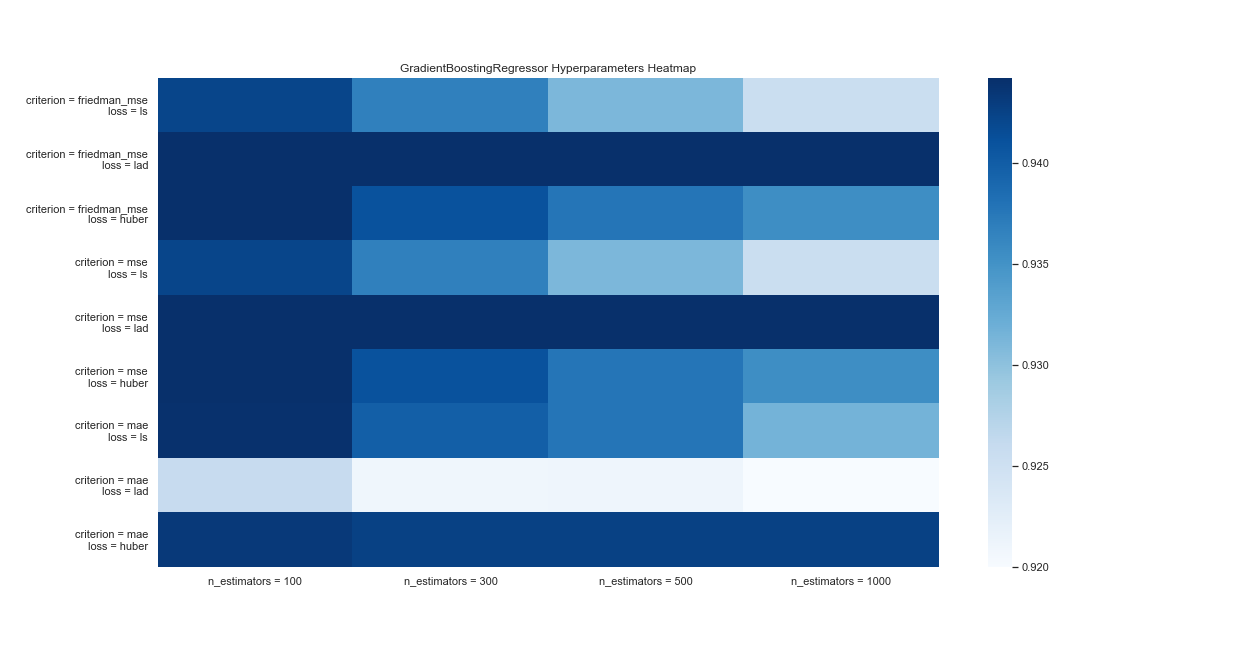 GradientBoostingRegressor Hyperparameters Heatmap
criterion = friedman_mse
loss = ls
criterion = friedman_mse
loss = lad
criterion = friedman_mse
loss = huber
criterion = mse
loss = ls
criterion = mse
loss = lad
criterion = mse
loss = huber
criterion = mae
loss = ls
criterion = mae
loss = lad
criterion = mae
loss = huber
n_estimators = 100
n_estimators = 300
n_estimators = 500
n_estimators = 1000
0.940
0.935
0.930
0.925
0.920